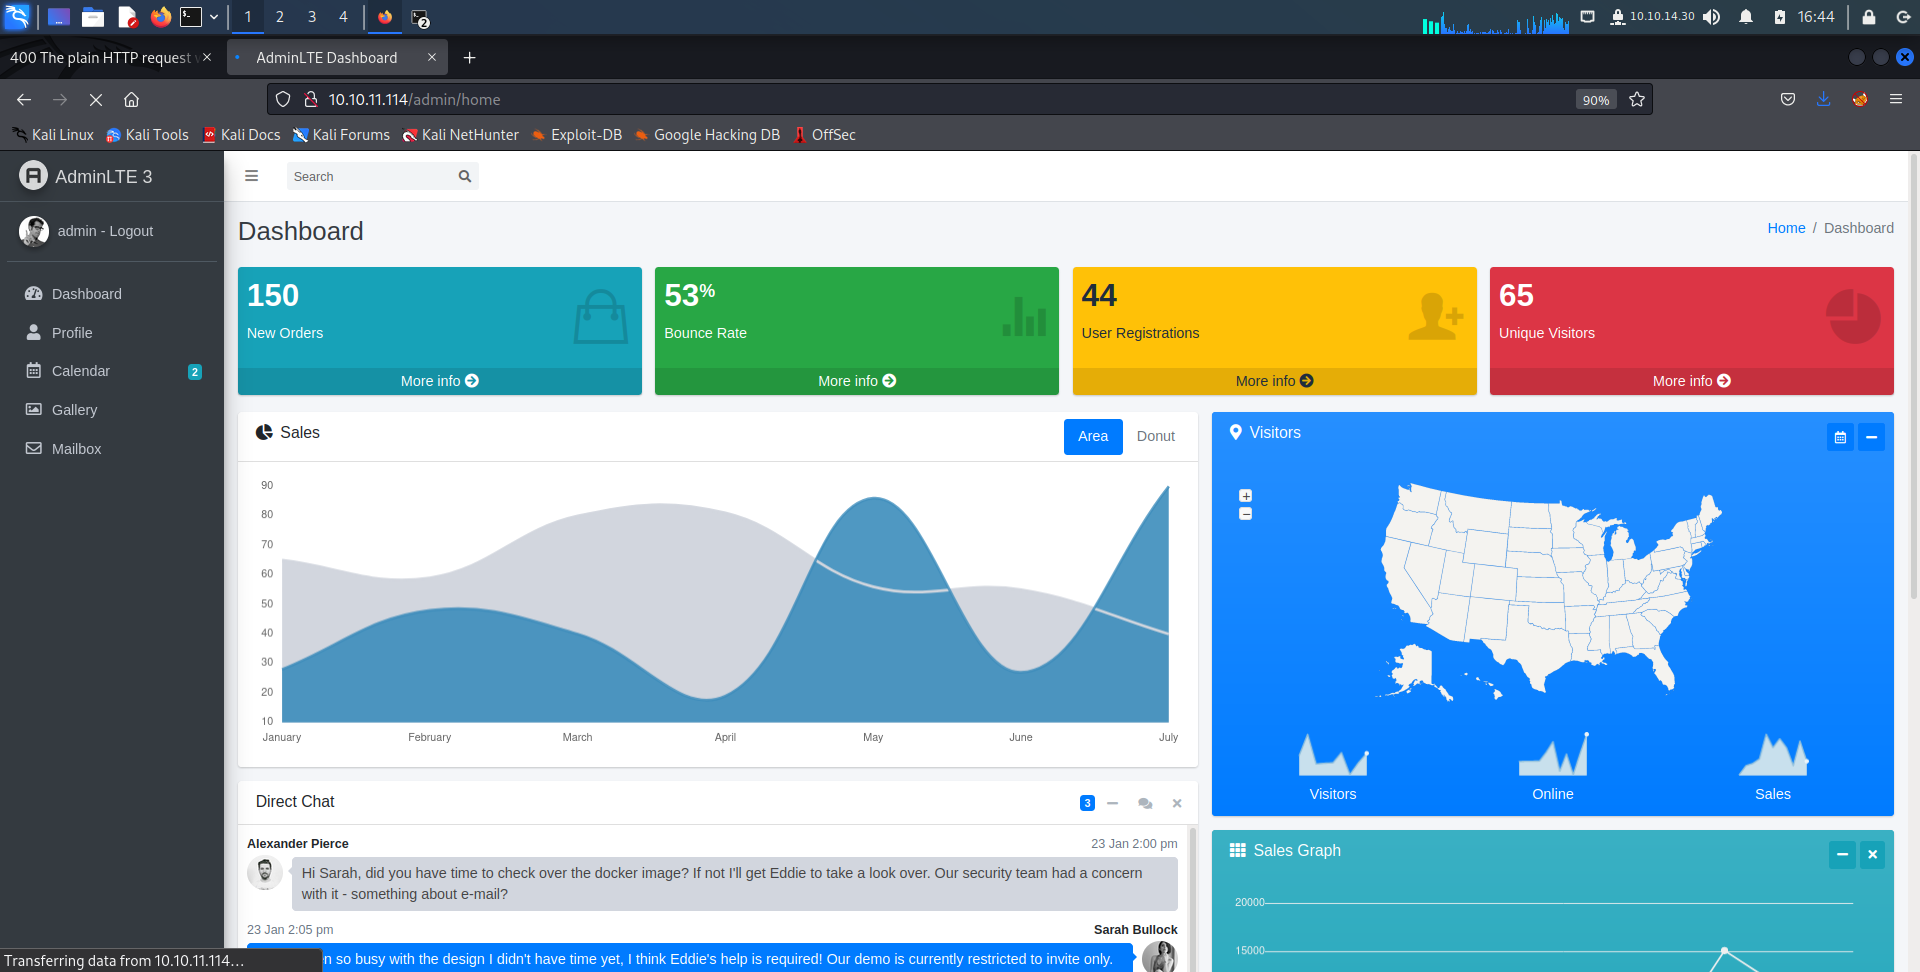 1
2
3
4
2
10.10.14.30
16:44
400 The plain HTTP request w
AdminLTE Dashboard
10.10.11.114/admin/home
90%
Kali Linux
Kali Tools
Kali Docs
Kali Forums
Kali NetHunter
Exploit-DB
Google Hacking DB
OffSec
AdminLTE 3
Search
admin - Logout
Dashboard
Home / Dashboard
Dashboard
Profile
Calendar
2
Gallery
Mailbox
150
New Orders
More info
53%
Bounce Rate
More info
44
User Registrations
More info
65
Unique Visitors
More info
Sales
Area
Donut
90
80
70
60
50
40
30
20
10
January
February
March
April
May
June
July
Visitors
+
−
Visitors
Online
Sales
Direct Chat
3
Alexander Pierce
23 Jan 2:00 pm
Hi Sarah, did you have time to check over the docker image? If not I'll get Eddie to take a look over. Our security team had a concern
with it - something about e-mail?
23 Jan 2:05 pm
Sarah Bullock
so busy with the design I didn't have time yet, I think Eddie's help is required! Our demo is currently restricted to invite only.
Sales Graph
20000
15000
Transferring data from 10.10.11.114…